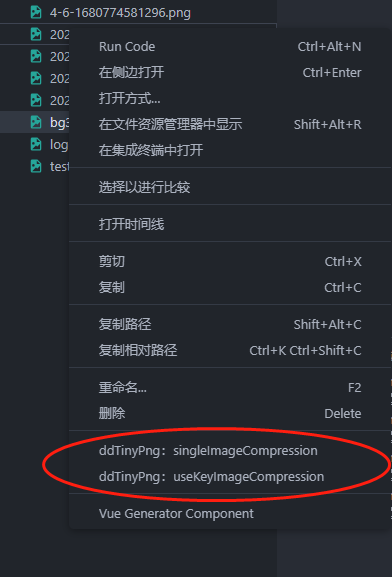 4-6-1680774581296.png
202
Run Code Ctrl+Alt+N
202
在侧边打开 Ctrl+Enter
202
打开方式...
202
bg3
在文件资源管理器中显示 Shift+Alt+R
log
在集成终端中打开
test
选择以进行比较
打开时间线
剪切 Ctrl+X
复制 Ctrl+C
复制路径 Shift+Alt+C
复制相对路径 Ctrl+K Ctrl+Shift+C
重命名... F2
删除 Delete
ddTinyPng：singleImageCompression
ddTinyPng：useKeyImageCompression
Vue Generator Component